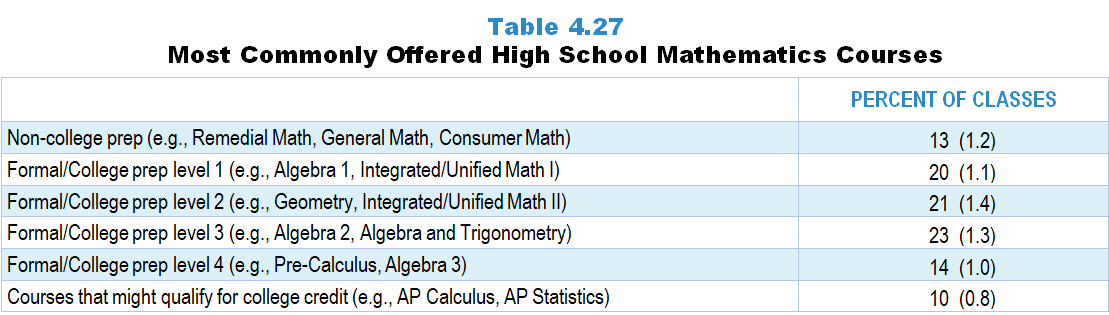 Table 4.27
Most Commonly Offered High School Mathematics Courses
PERCENT OF CLASSES
Non-college prep (e.g., Remedial Math, General Math, Consumer Math) 13 (1.2)
Formal/College prep level 1 (e.g., Algebra 1, Integrated/Unified Math I) 20 (1.1)
Formal/College prep level 2 (e.g., Geometry, Integrated/Unified Math II) 21 (1.4)
Formal/College prep level 3 (e.g., Algebra 2, Algebra and Trigonometry) 23 (1.3)
Formal/College prep level 4 (e.g., Pre-Calculus, Algebra 3) 14 (1.0)
Courses that might qualify for college credit (e.g., AP Calculus, AP Statistics) 10 (0.8)